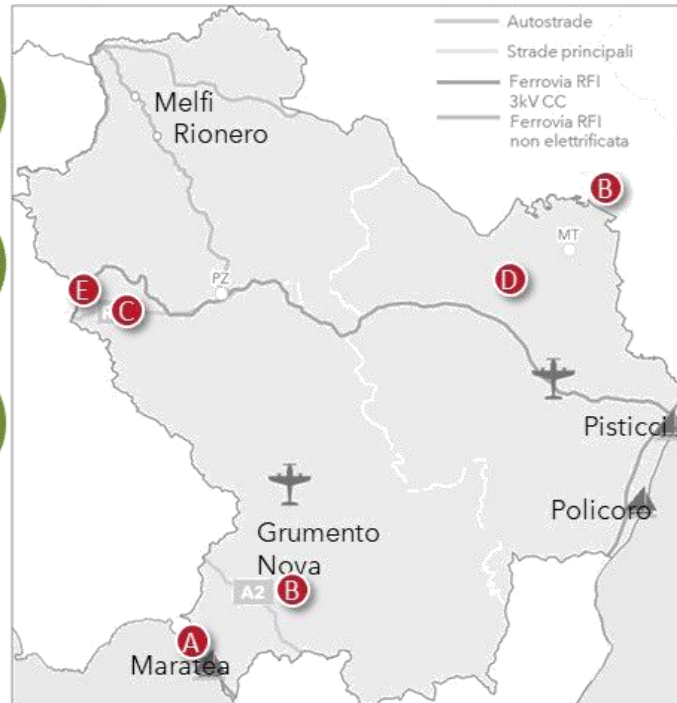 Autostrade
Strade principali
Ferrovia RFI
3kV CC
Ferrovia RFI
non elettrificata
Melfi
Rionero
B
MT
D
E
C
PZ
Pisticci
Policoro
Grumento
Nova
A2
B
A
Maratea